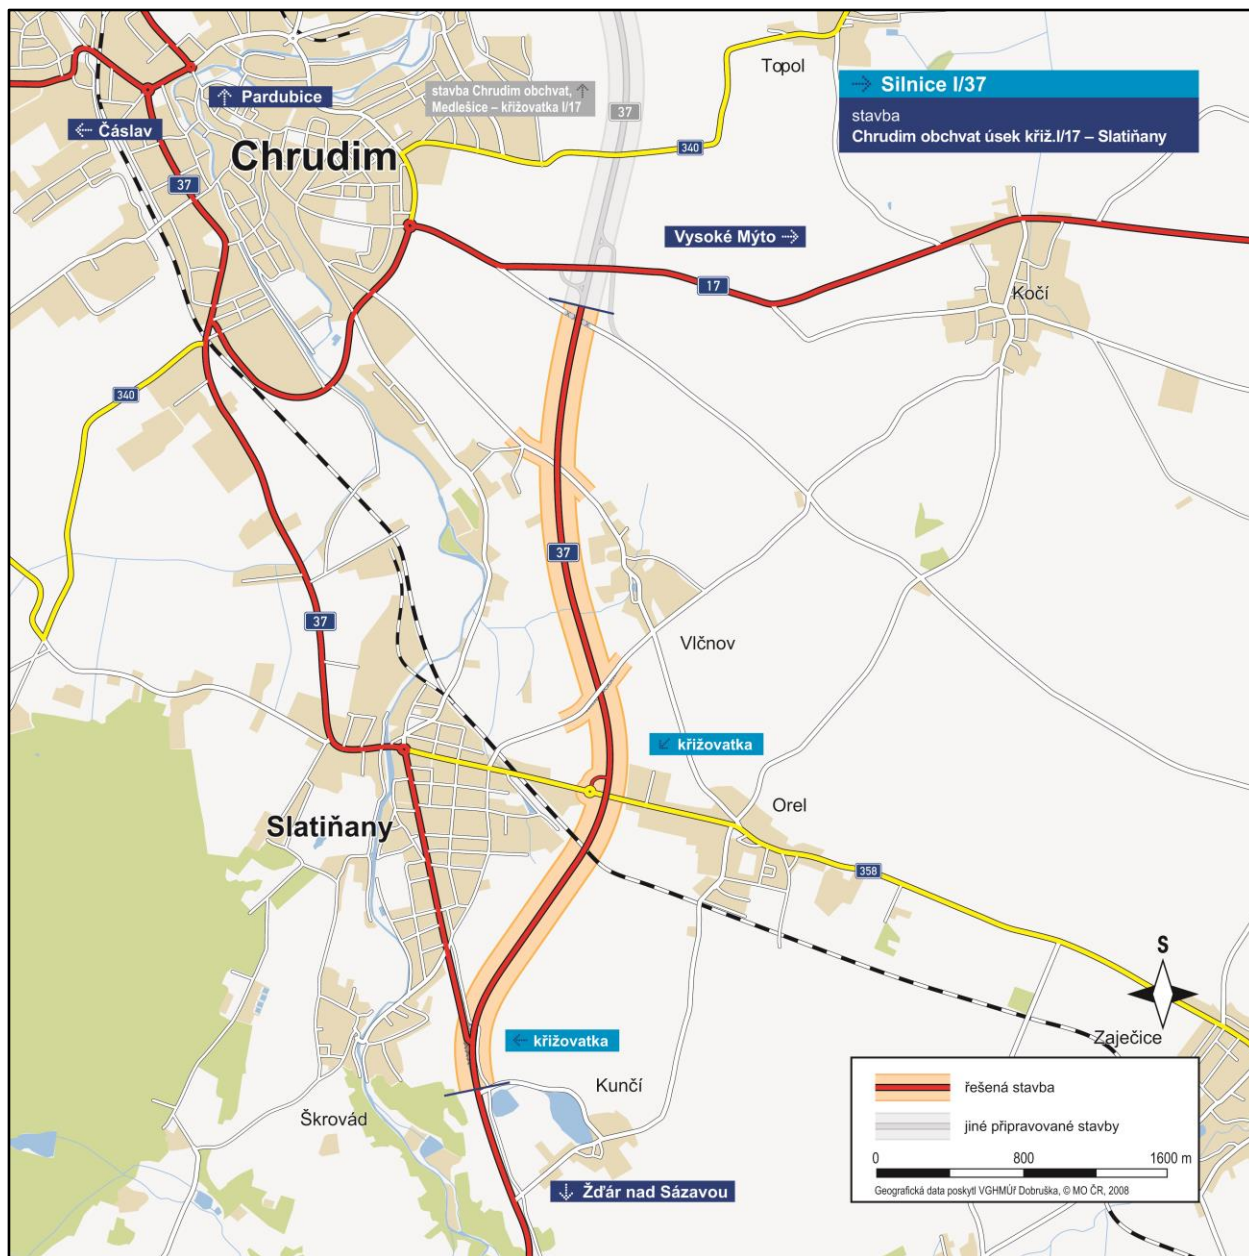 Topol
Silnice I/37
stavba
Chrudim obchvat úsek křiž.I/17 – Slatiňany
stavba Chrudim obchvat,
Medlešice – křižovatka I/17
37
Pardubice
Čáslav
Chrudim
340
37
Vysoké Mýto
17
Kočí
340
37
37
Vlčnov
křižovatka
Orel
Slatiňany
358
S
Zaječice
křižovatka
Kunčí
Škrovád
Žďár nad Sázavou
řešená stavba
jiné připravované stavby
0 800 1600 m
Geografická data poskytl VGHMÚř Dobruška, © MO ČR, 2008